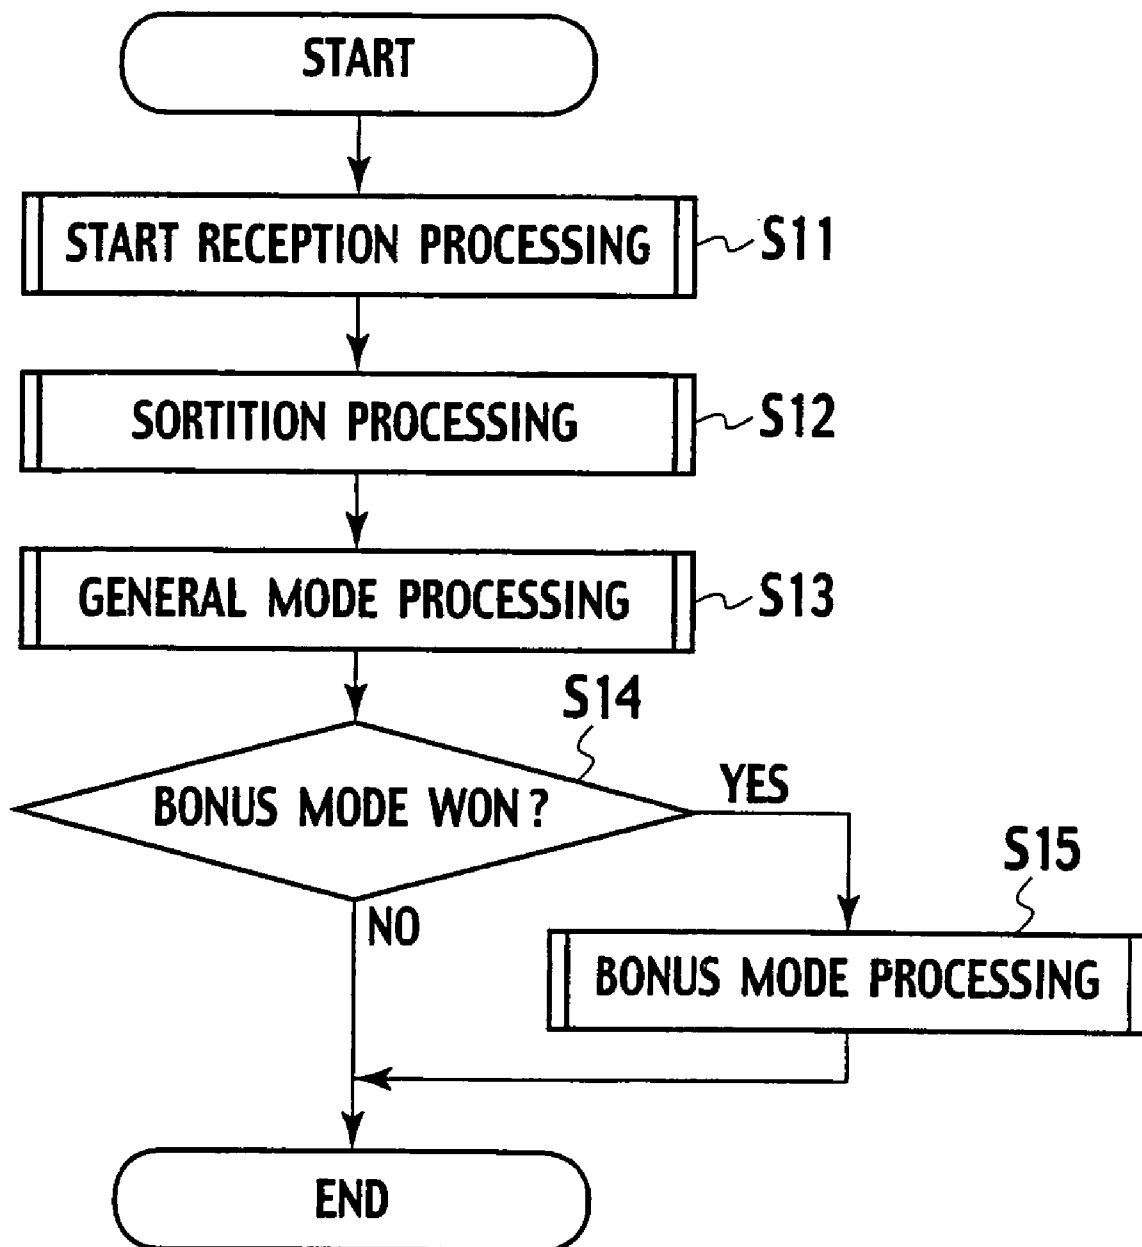 START
START RECEPTION PROCESSING
S11
SORTITION PROCESSING
S12
GENERAL MODE PROCESSING
S13
S14
BONUS MODE WON?
YES
S15
NO
BONUS MODE PROCESSING
END